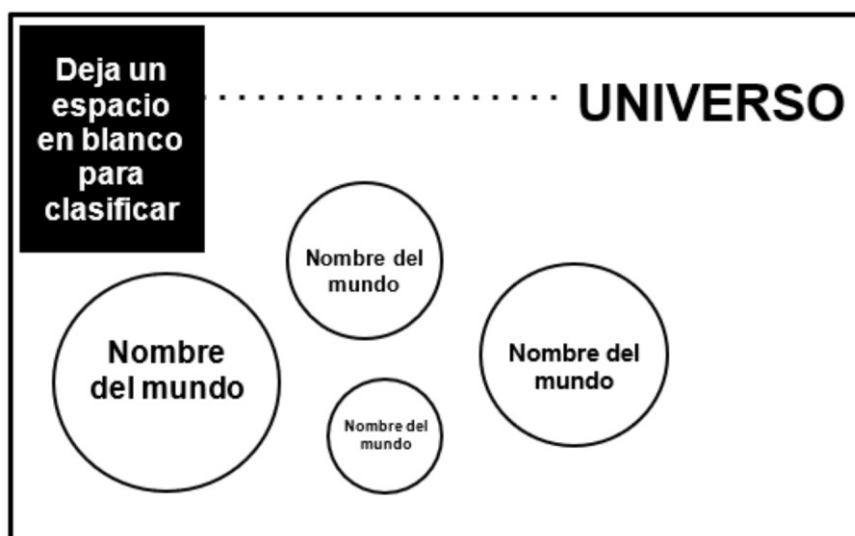 Deja un
espacio
en blanco
para
clasificar
UNIVERSO
Nombre del
mundo
Nombre
del mundo
Nombre del
mundo
Nombre del
mundo